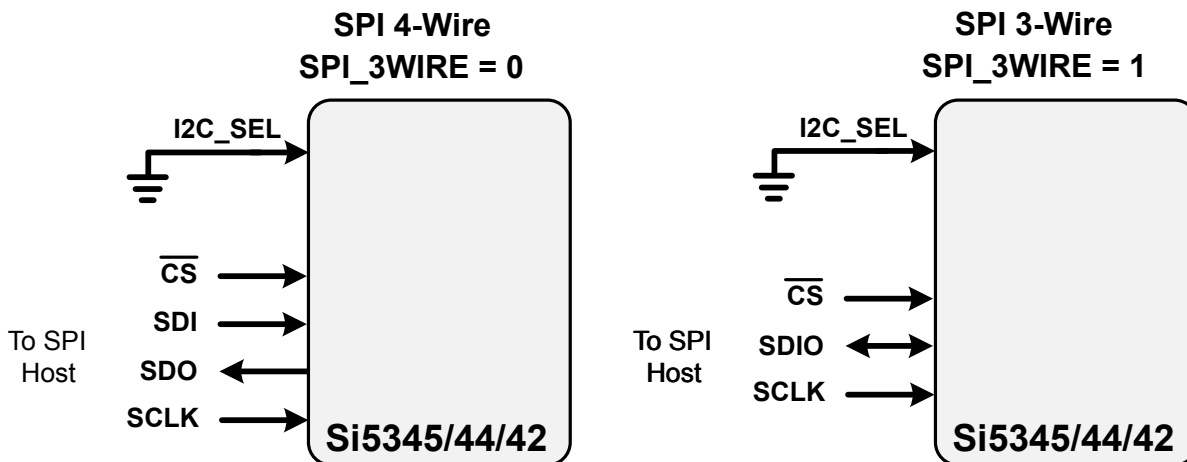 SPI 4-Wire
SPI_3WIRE = 0
I2C_SEL
CS
SDI
SDO
SCLK
To SPI
Host
Si5345/44/42
SPI 3-Wire
SPI_3WIRE = 1
I2C_SEL
CS
SDIO
SCLK
To SPI
Host
Si5345/44/42